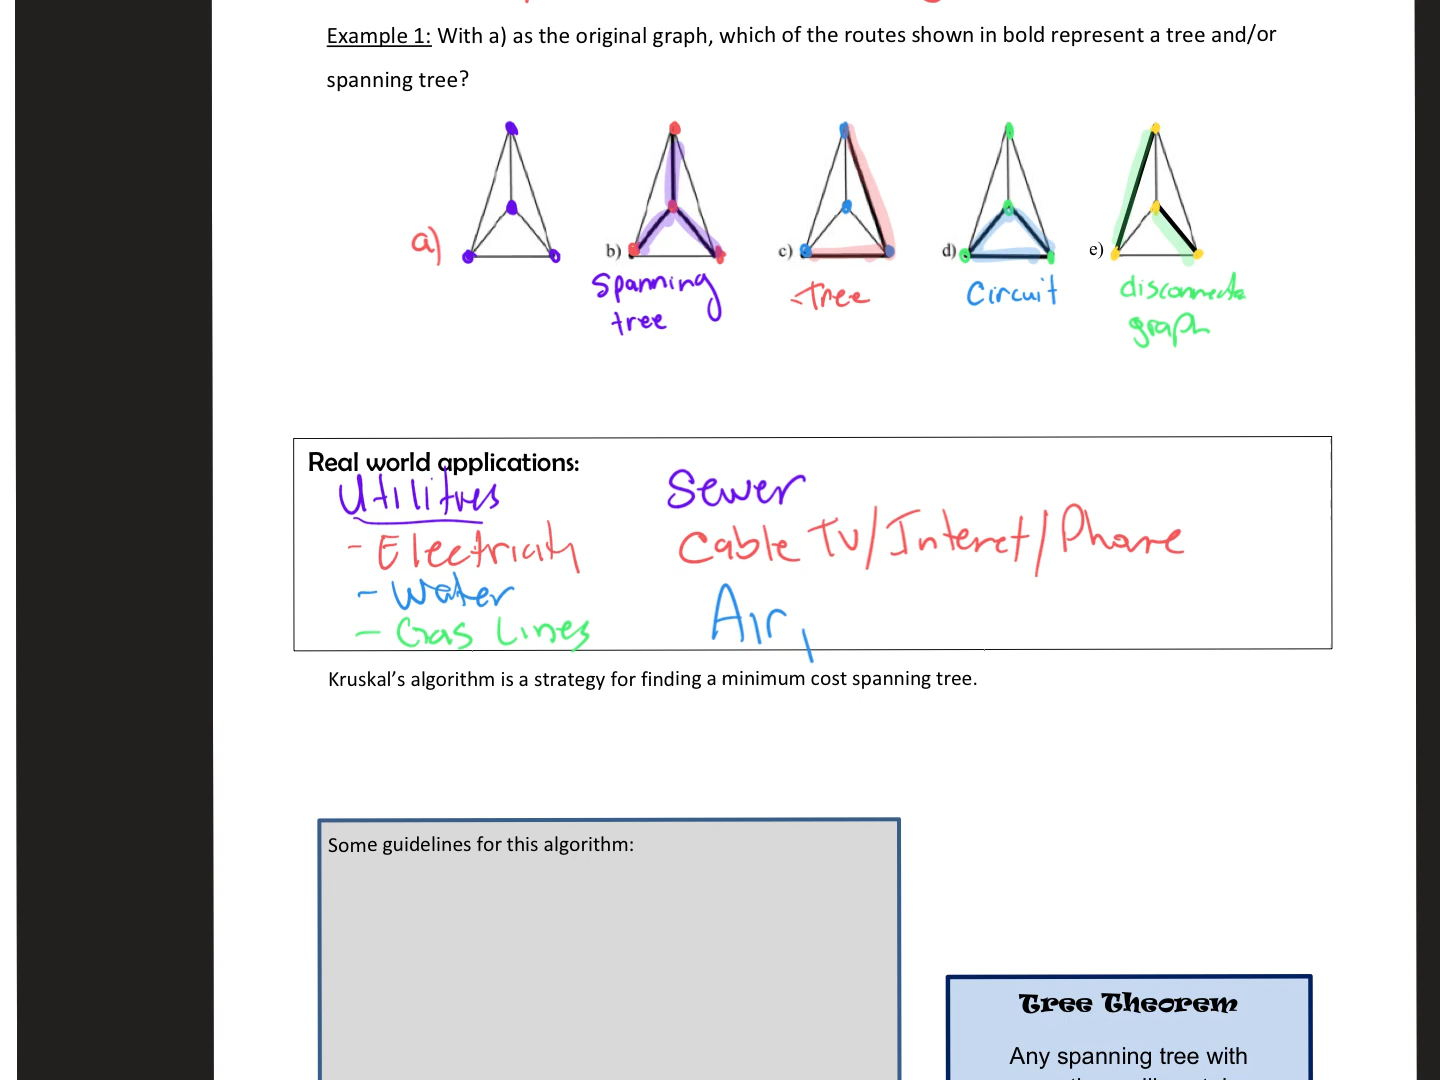 Example 1: With a) as the original graph, which of the routes shown in bold represent a tree and/or
spanning tree?
a)
b)
c)
d)
e)
Spanning
tree
tree
Circuit
graph
Real world applications:
Utilities
Sewer
- Electricity
Cable TV/Interet/Phone
- Water
- Gas Lines
Air,
Kruskal's algorithm is a strategy for finding a minimum cost spanning tree.
Some guidelines for this algorithm:
Tree Theorem
Any spanning tree with